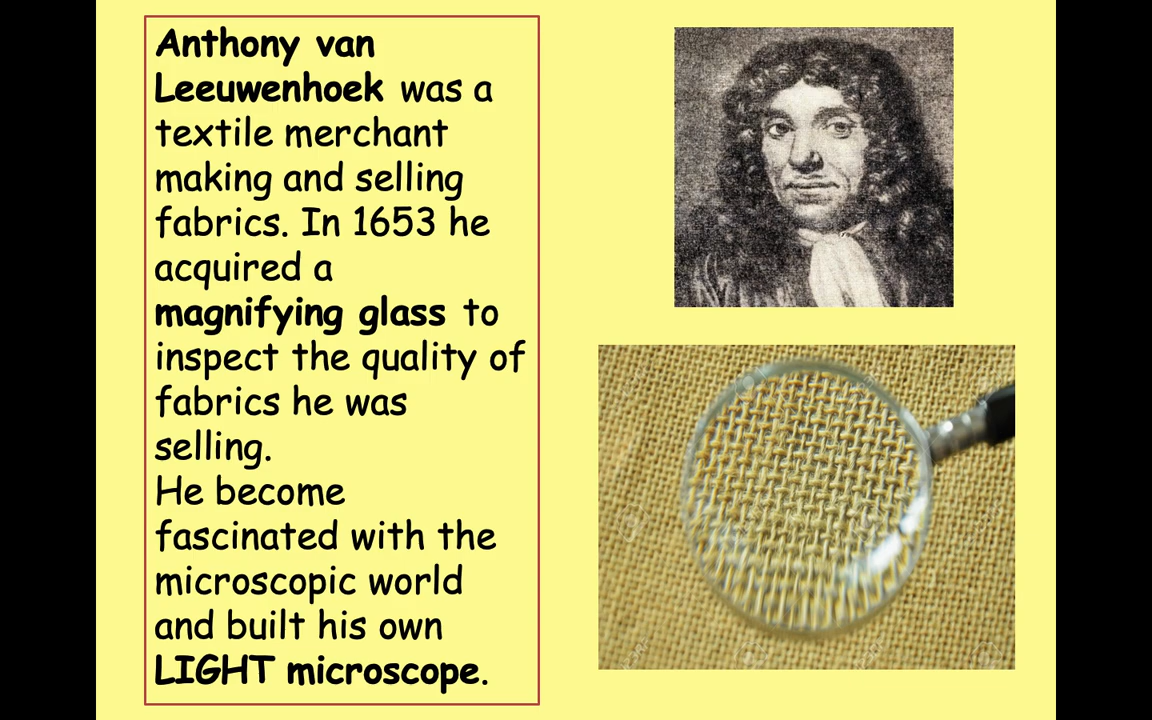 Anthony van
Leeuwenhoek was a
textile merchant
making and selling
fabrics. In 1653 he
acquired a
magnifying glass to
inspect the quality of
fabrics he was
selling.
He become
fascinated with the
microscopic world
and built his own
LIGHT microscope.